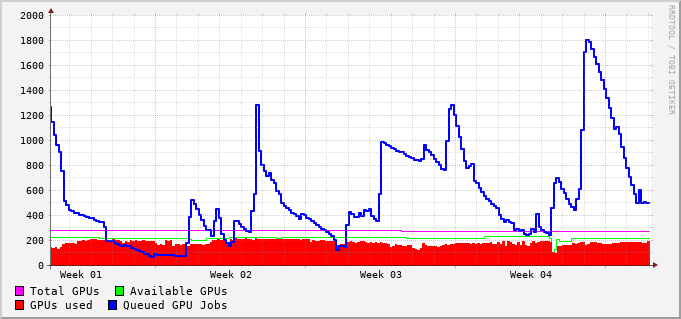 2000
1800
1600
1400
1200
1000
800
600
400
200
0
Week 01 Week 02 Week 03 Week 04
Total GPUs Available GPUs
GPUs used Queued GPU Jobs
RRDTOOL / TOBI OETIKER